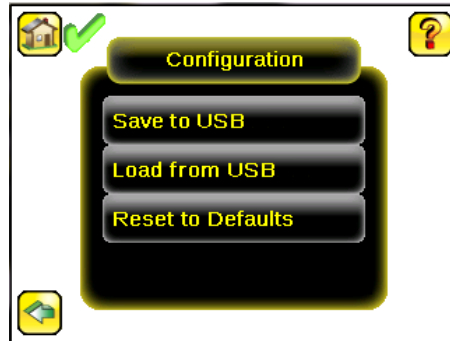 Configuration
?
Save to USB
Load from USB
Reset to Defaults